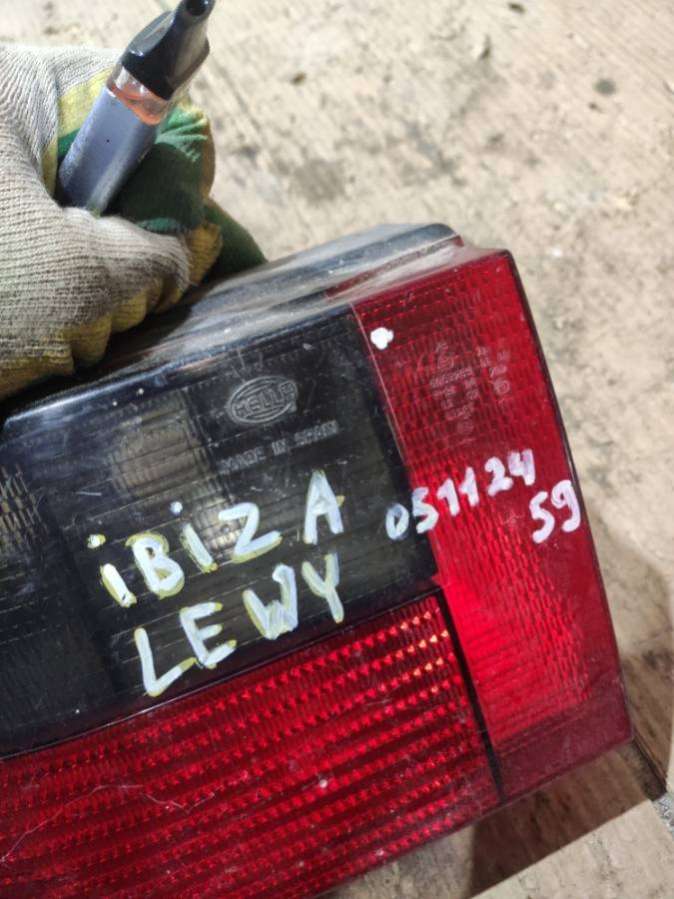 HELLA
MADE IN SPAIN
iBiZA
LEWY
051124
59